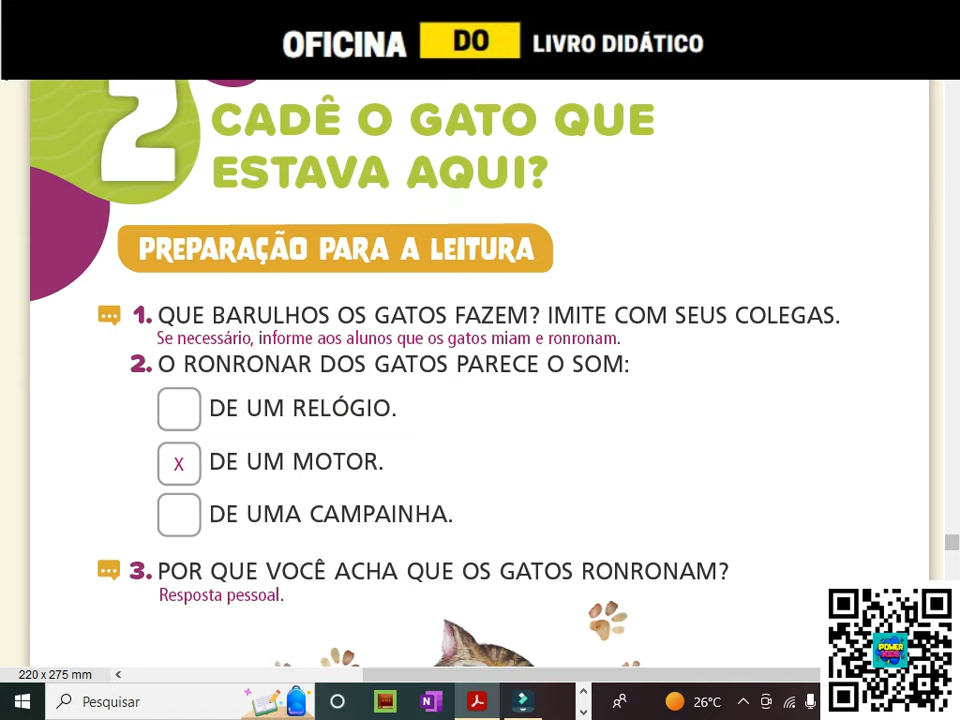 OFICINA DO LIVRO DIDÁTICO
2
CADÊ O GATO QUE
ESTAVA AQUI?
PREPARAÇÃO PARA A LEITURA
1. QUE BARULHOS OS GATOS FAZEM? IMITE COM SEUS COLEGAS.
Se necessário, informe aos alunos que os gatos miam e ronronam.
2. O RONRONAR DOS GATOS PARECE O SOM:
DE UM RELÓGIO.
X DE UM MOTOR.
DE UMA CAMPAINHA.
3. POR QUE VOCÊ ACHA QUE OS GATOS RONRONAM?
Resposta pessoal.
POWER KIDS
220 x 275 mm
Pesquisar
26°C